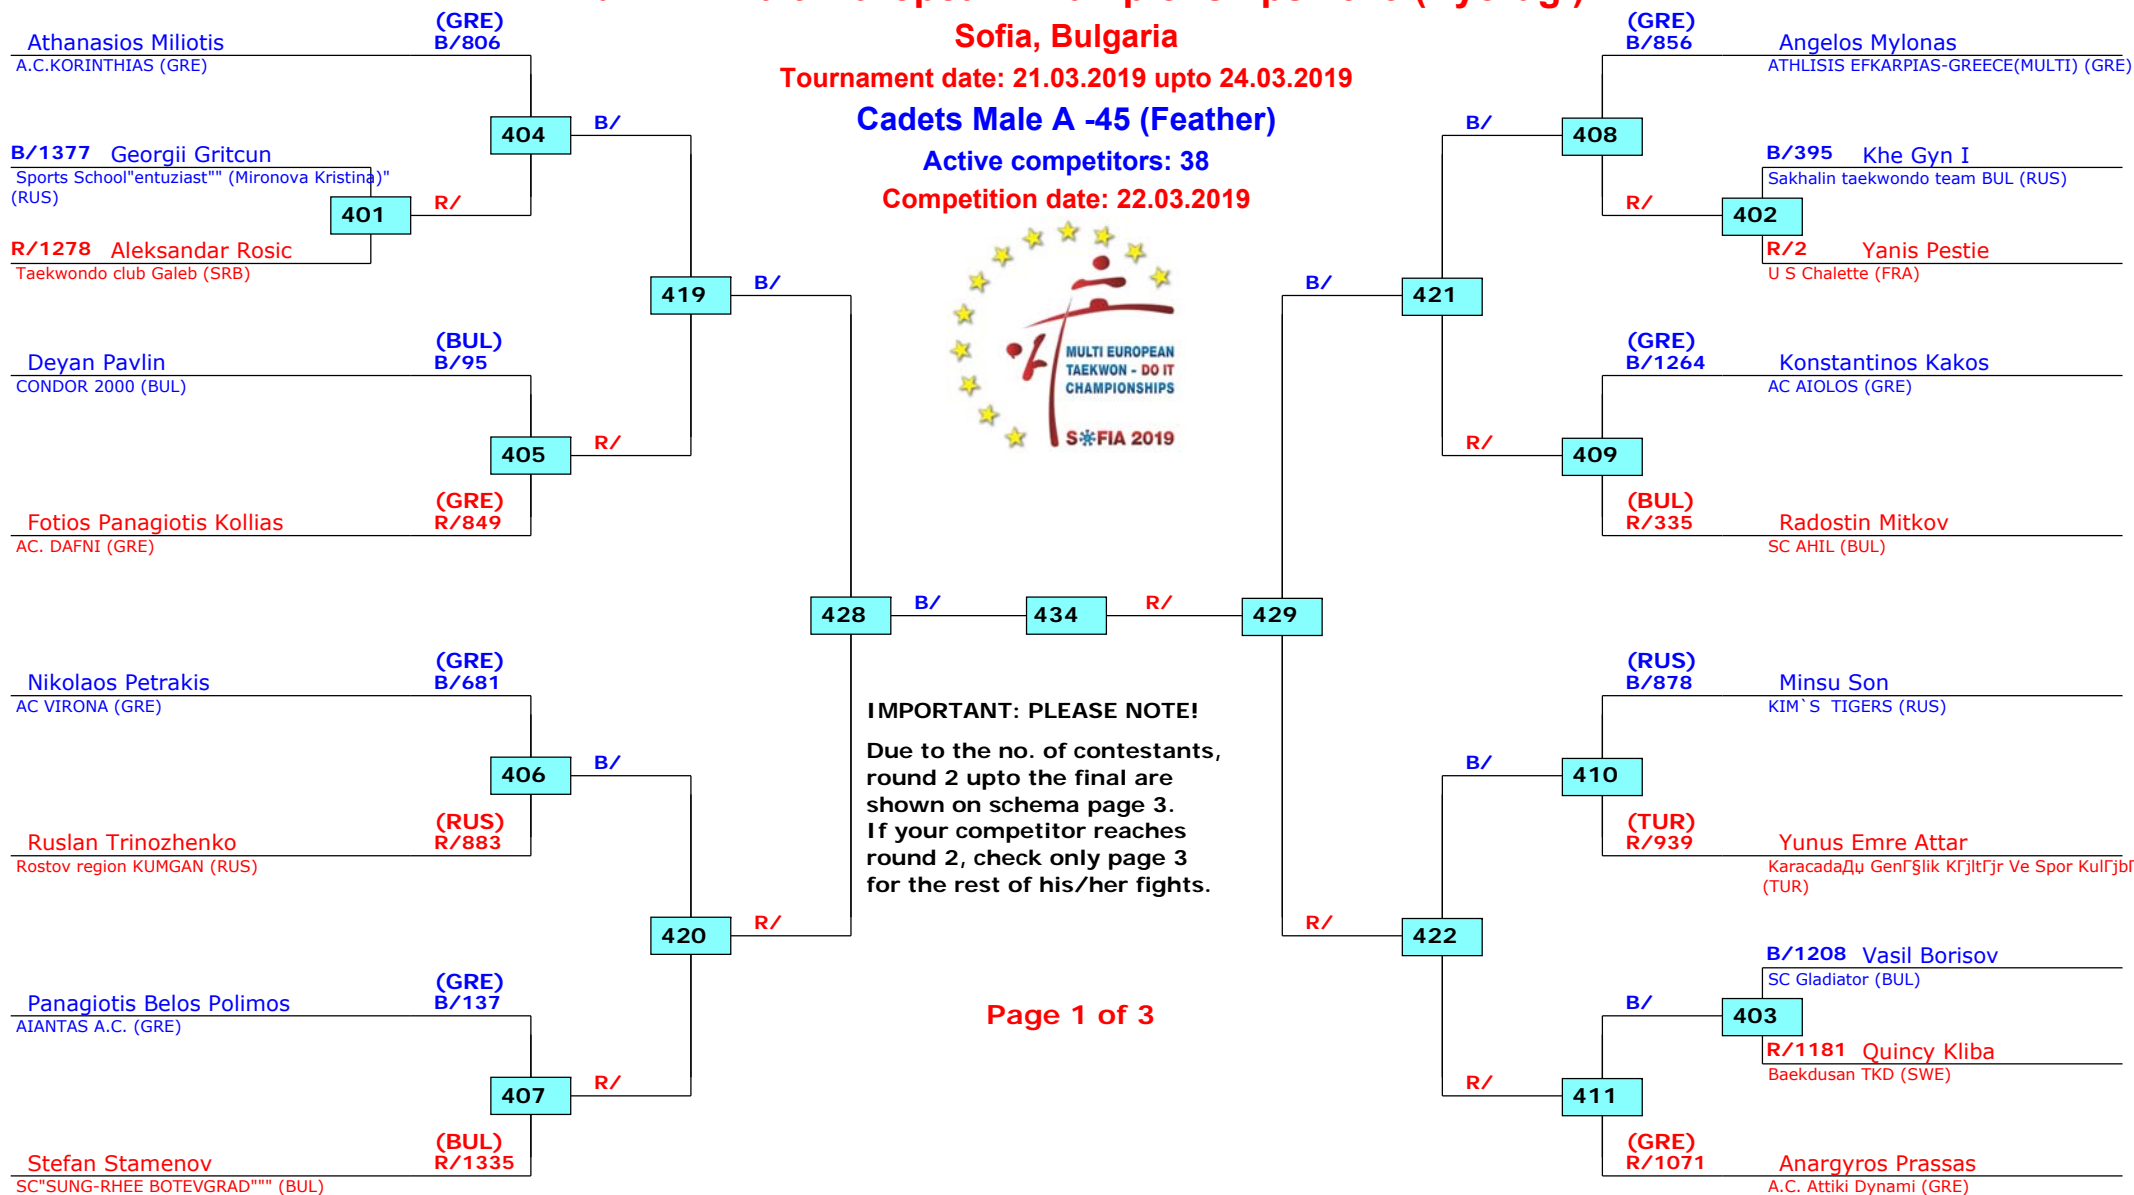 Sofia, Bulgaria
Tournament date: 21.03.2019 upto 24.03.2019
Cadets Male A -45 (Feather)
Active competitors: 38
Competition date: 22.03.2019
MULTI EUROPEAN
TAEKWON - DO IT
CHAMPIONSHIPS
SOFIA 2019
(GRE)
Athanasios Miliotis B/806
A.C.KORINTHIAS (GRE)
404 B/
B/1377 Georgii Gritcun
Sports School"entuziast"" (Mironova Kristina)"
(RUS)
401 R/
R/1278 Aleksandar Rosic
Taekwondo club Galeb (SRB)
419 B/
(BUL)
Deyan Pavlin B/95
CONDOR 2000 (BUL)
405 R/
(GRE)
Fotios Panagiotis Kollias R/849
AC. DAFNI (GRE)
428 B/ 434 R/ 429
(GRE)
Nikolaos Petrakis B/681
AC VIRONA (GRE)
406 B/
(RUS)
Ruslan Trinozhenko R/883
Rostov region KUMGAN (RUS)
420 R/
(GRE)
Panagiotis Belos Polimos B/137
AIANTAS A.C. (GRE)
407 R/
(BUL)
Stefan Stamenov R/1335
SC"SUNG-RHEE BOTEVGRAD""" (BUL)
IMPORTANT: PLEASE NOTE!
Due to the no. of contestants,
round 2 upto the final are
shown on schema page 3.
If your competitor reaches
round 2, check only page 3
for the rest of his/her fights.
Page 1 of 3
(GRE)
B/856 Angelos Mylonas
ATHLISIS EFKARPIAS-GREECE(MULTI) (GRE)
B/ 408
B/395 Khe Gyn I
Sakhalin taekwondo team BUL (RUS)
R/ 402
R/2 Yanis Pestie
U S Chalette (FRA)
B/ 421
(GRE)
B/1264 Konstantinos Kakos
AC AIOLOS (GRE)
R/ 409
(BUL)
R/335 Radostin Mitkov
SC AHIL (BUL)
(RUS)
B/878 Minsu Son
KIM`S TIGERS (RUS)
B/ 410
(TUR)
R/939 Yunus Emre Attar
KaracadaДџ GenГ§lik KГјltГјr Ve Spor KulГјbГ
(TUR)
R/ 422
B/1208 Vasil Borisov
SC Gladiator (BUL)
B/ 403
R/1181 Quincy Kliba
Baekdusan TKD (SWE)
R/ 411
(GRE)
R/1071 Anargyros Prassas
A.C. Attiki Dynami (GRE)